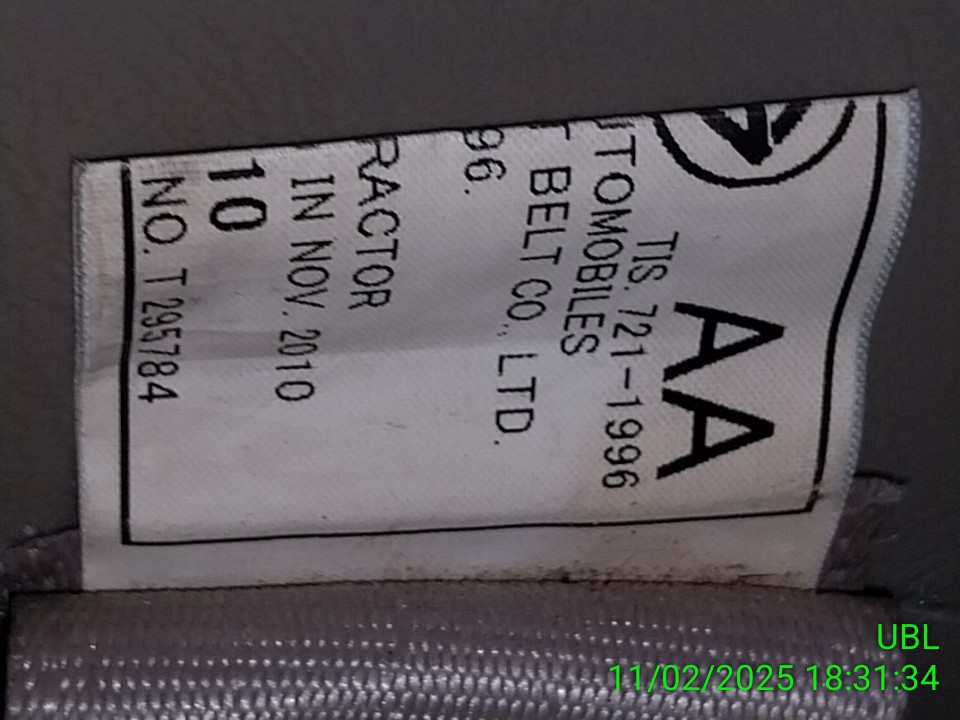 AA
TIS. 721-1996
UTOMOBILES
T BELT CO., LTD.
96.
RACTOR
IN NOV. 2010
10
NO. T 295784
UBL
11/02/2025 18:31:34